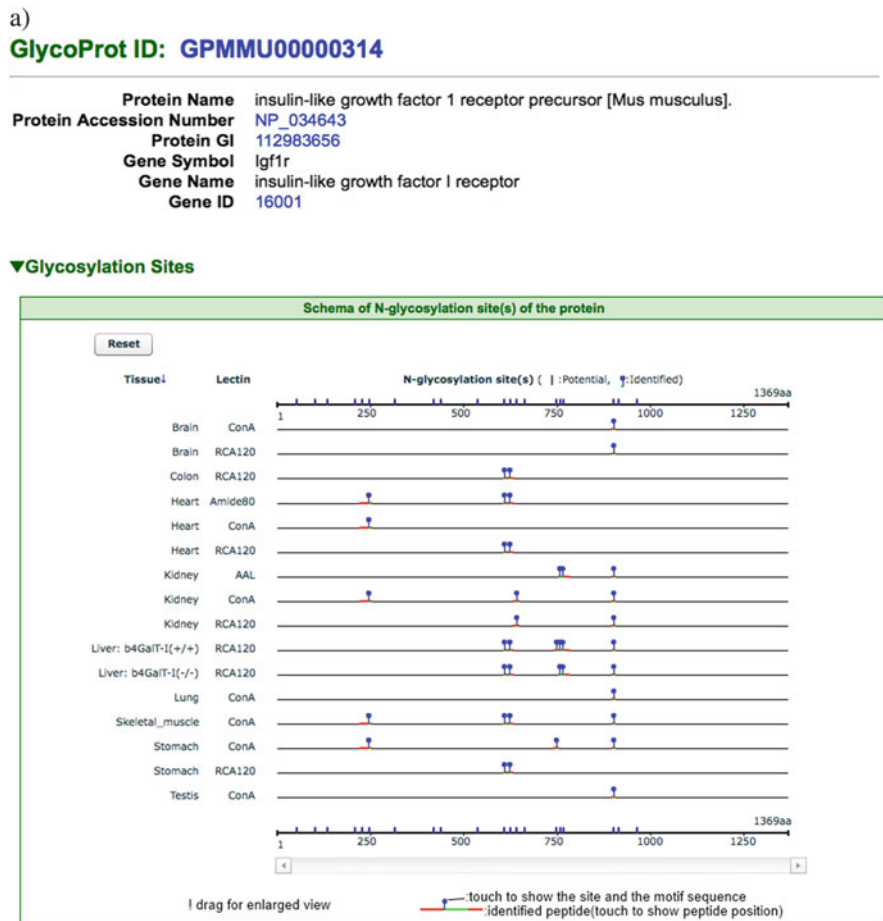 a)
GlycoProt ID: GPMMU00000314
Protein Name insulin-like growth factor 1 receptor precursor [Mus musculus].
Protein Accession Number NP_034643
Protein GI 112983656
Gene Symbol Igf1r
Gene Name insulin-like growth factor I receptor
Gene ID 16001
▼Glycosylation Sites
Schema of N-glycosylation site(s) of the protein
Reset
Tissue↓ Lectin N-glycosylation site(s) ( | :Potential, :Identified)
1369aa
1 250 500 750 1000 1250
Brain ConA
Brain RCA120
Colon RCA120
Heart Amide80
Heart ConA
Heart RCA120
Kidney AAL
Kidney ConA
Kidney RCA120
Liver: b4GalT-I(+/+) RCA120
Liver: b4GalT-I(-/-) RCA120
Lung ConA
Skeletal_muscle ConA
Stomach ConA
Stomach RCA120
Testis ConA
1369aa
1 250 500 750 1000 1250
! drag for enlarged view
:touch to show the site and the motif sequence
:identified peptide(touch to show peptide position)